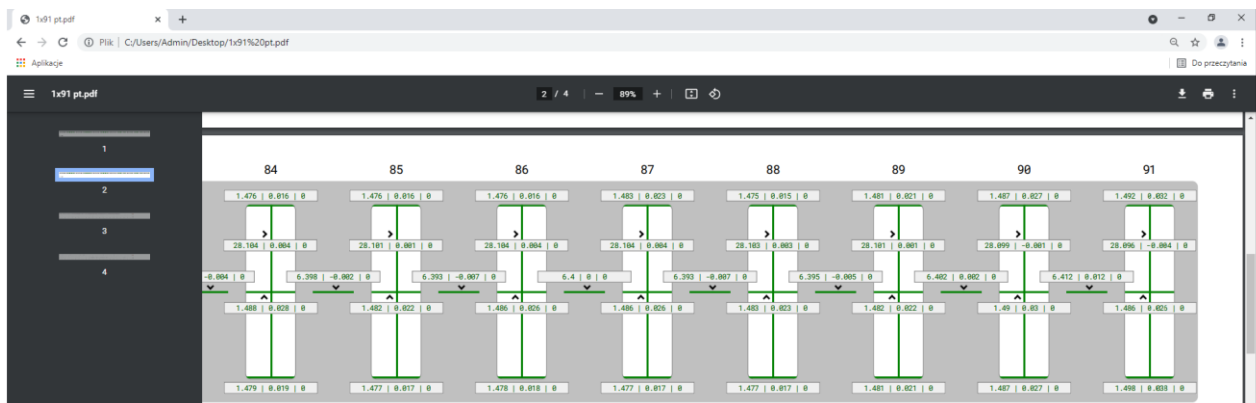 1x91 pt.pdf
Plik | C:/Users/Admin/Desktop/1x91%20pt.pdf
Aplikacje
Do przeczytania
1x91 pt.pdf
2 / 4
89%
1
2
3
4
84 85 86 87 88 89 90 91
1.476 | 0.016 | 0 1.476 | 0.016 | 0 1.476 | 0.016 | 0 1.483 | 0.023 | 0 1.475 | 0.015 | 0 1.481 | 0.021 | 0 1.487 | 0.027 | 0 1.492 | 0.032 | 0
28.104 | 0.004 | 0 28.101 | 0.001 | 0 28.104 | 0.004 | 0 28.104 | 0.004 | 0 28.103 | 0.003 | 0 28.101 | 0.001 | 0 28.099 | -0.001 | 0 28.096 | -0.004 | 0
-0.004 | 0 6.398 | -0.002 | 0 6.393 | -0.007 | 0 6.4 | 0 | 0 6.393 | -0.007 | 0 6.395 | -0.005 | 0 6.402 | 0.002 | 0 6.412 | 0.012 | 0
1.488 | 0.028 | 0 1.482 | 0.022 | 0 1.486 | 0.026 | 0 1.486 | 0.026 | 0 1.483 | 0.023 | 0 1.482 | 0.022 | 0 1.49 | 0.03 | 0 1.486 | 0.026 | 0
1.479 | 0.019 | 0 1.477 | 0.017 | 0 1.478 | 0.018 | 0 1.477 | 0.017 | 0 1.477 | 0.017 | 0 1.481 | 0.021 | 0 1.487 | 0.027 | 0 1.498 | 0.038 | 0